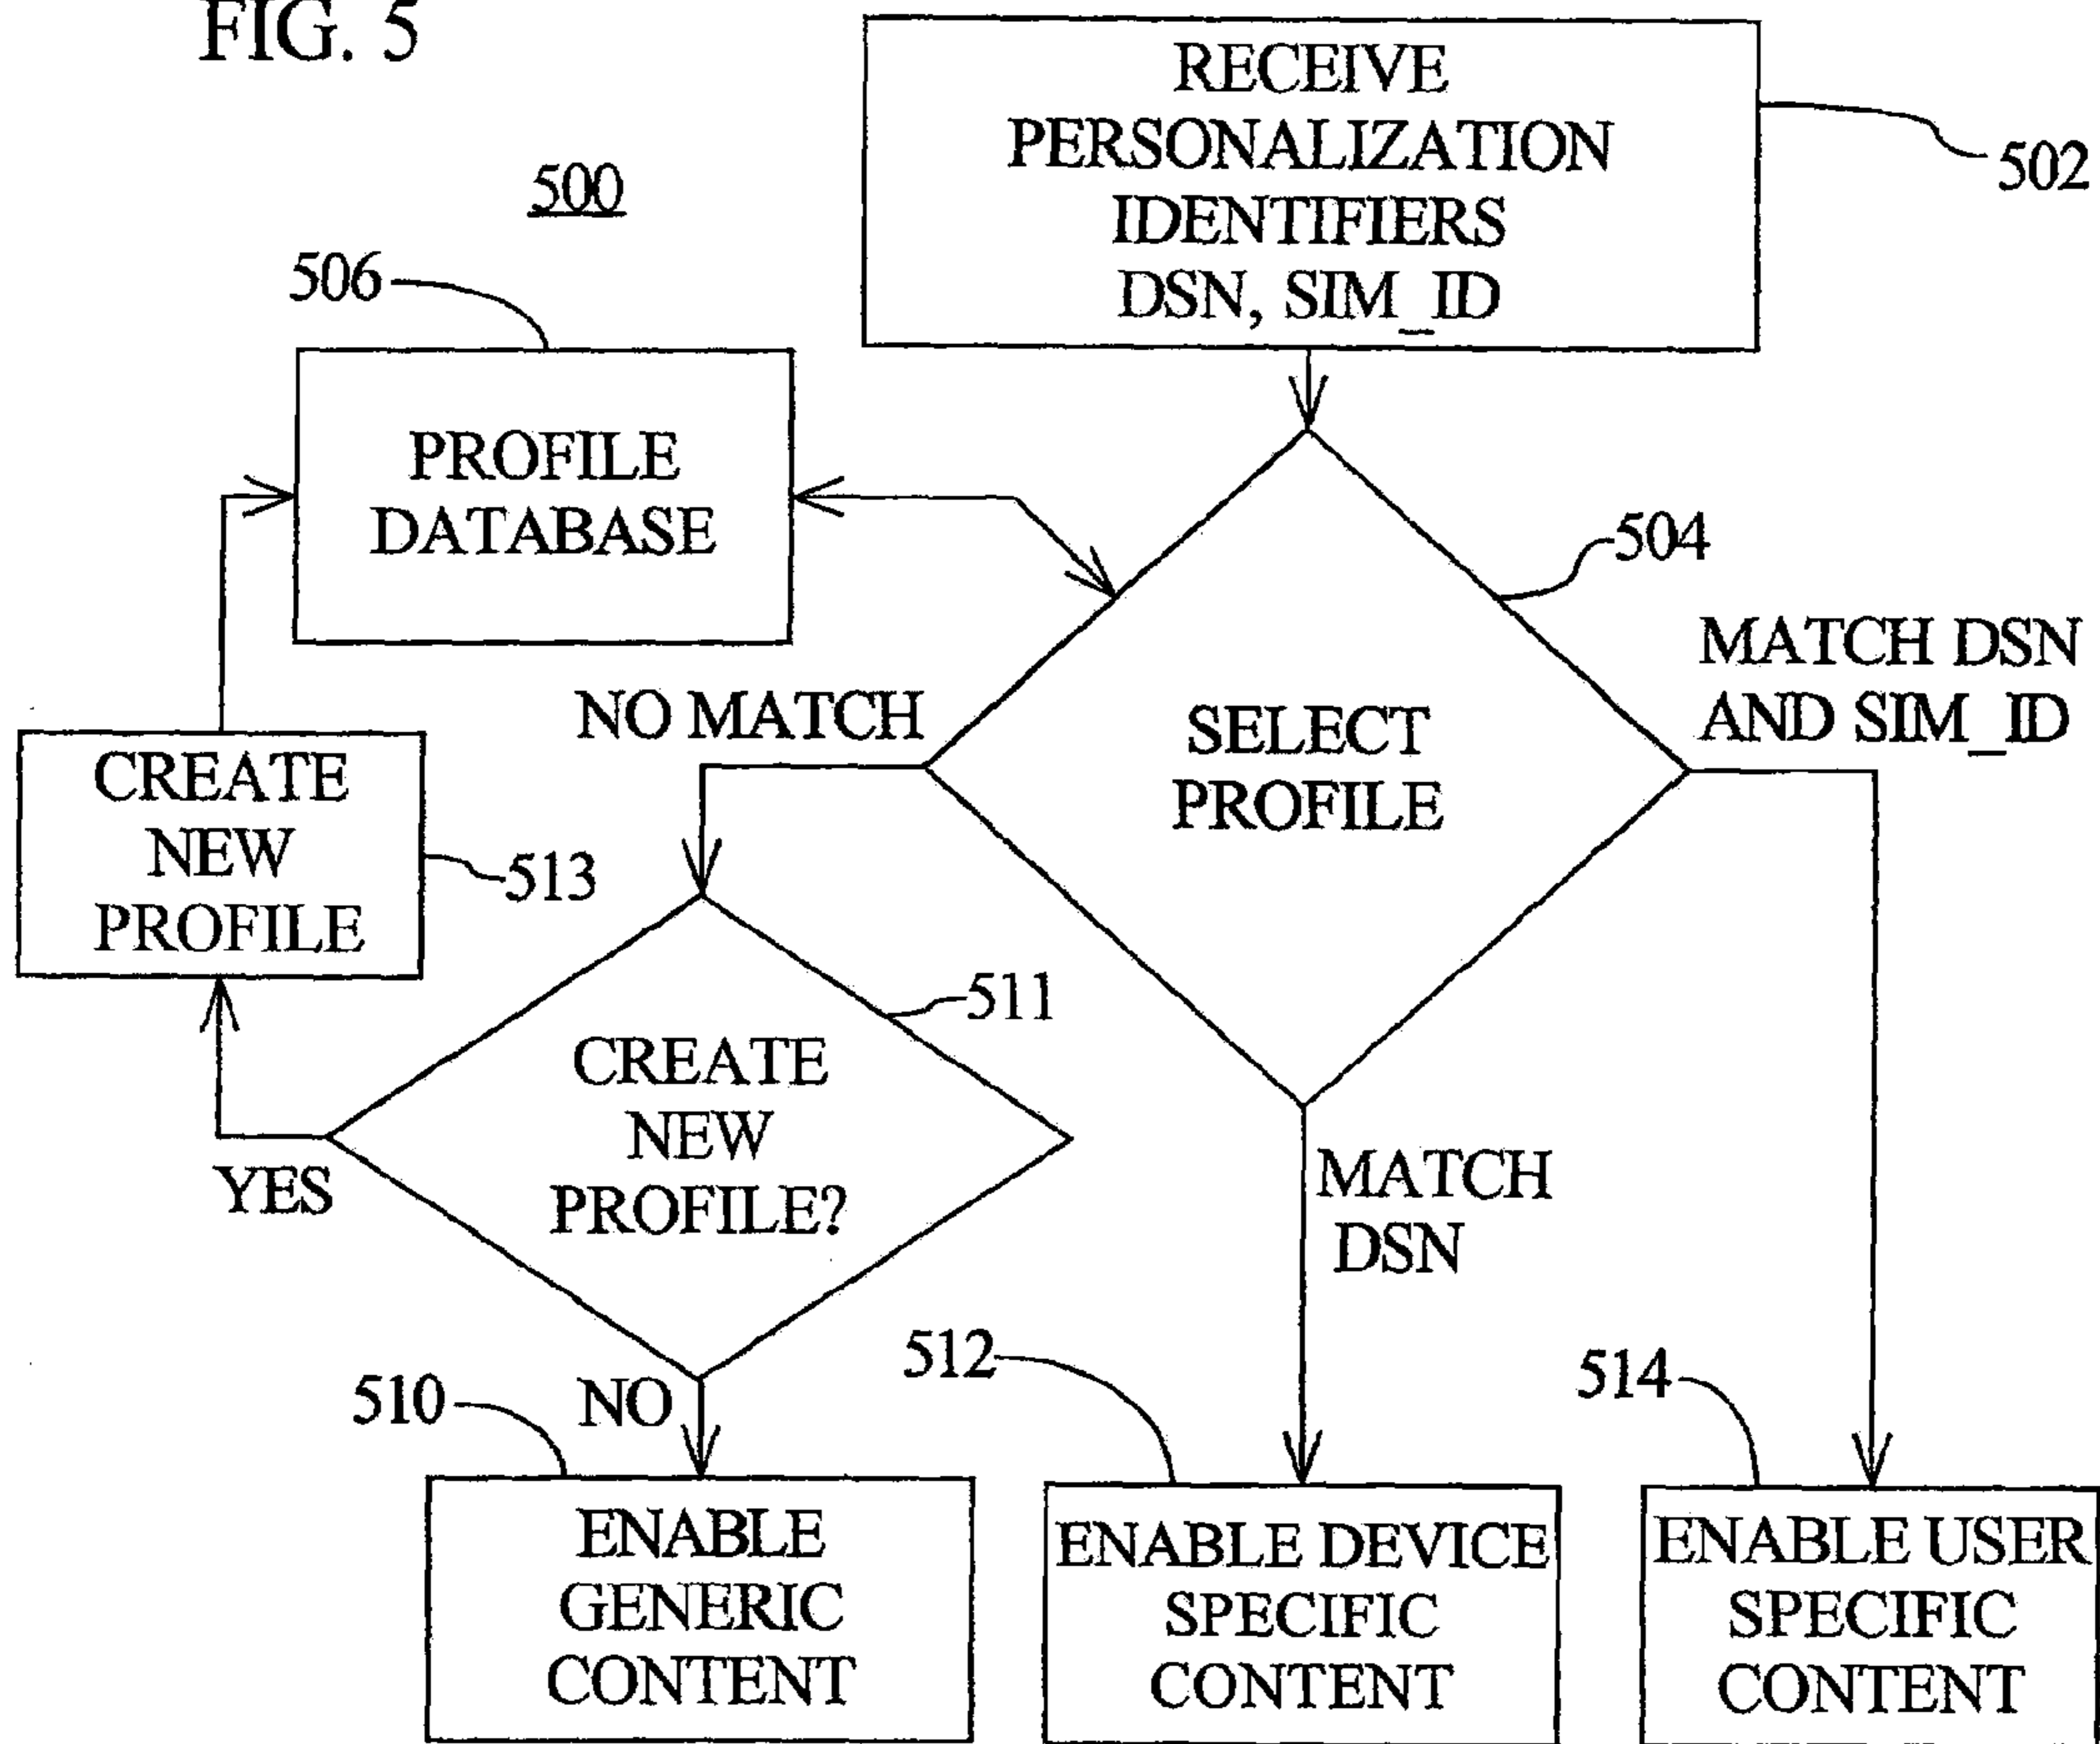 FIG. 5
500
RECEIVE
PERSONALIZATION
IDENTIFIERS
DSN, SIM_ID
502
506
PROFILE
DATABASE
504
SELECT
PROFILE
MATCH DSN
AND SIM_ID
NO MATCH
CREATE
NEW
PROFILE
513
511
CREATE
NEW
PROFILE?
YES
NO
MATCH
DSN
510
ENABLE
GENERIC
CONTENT
512
ENABLE DEVICE
SPECIFIC
CONTENT
514
ENABLE USER
SPECIFIC
CONTENT